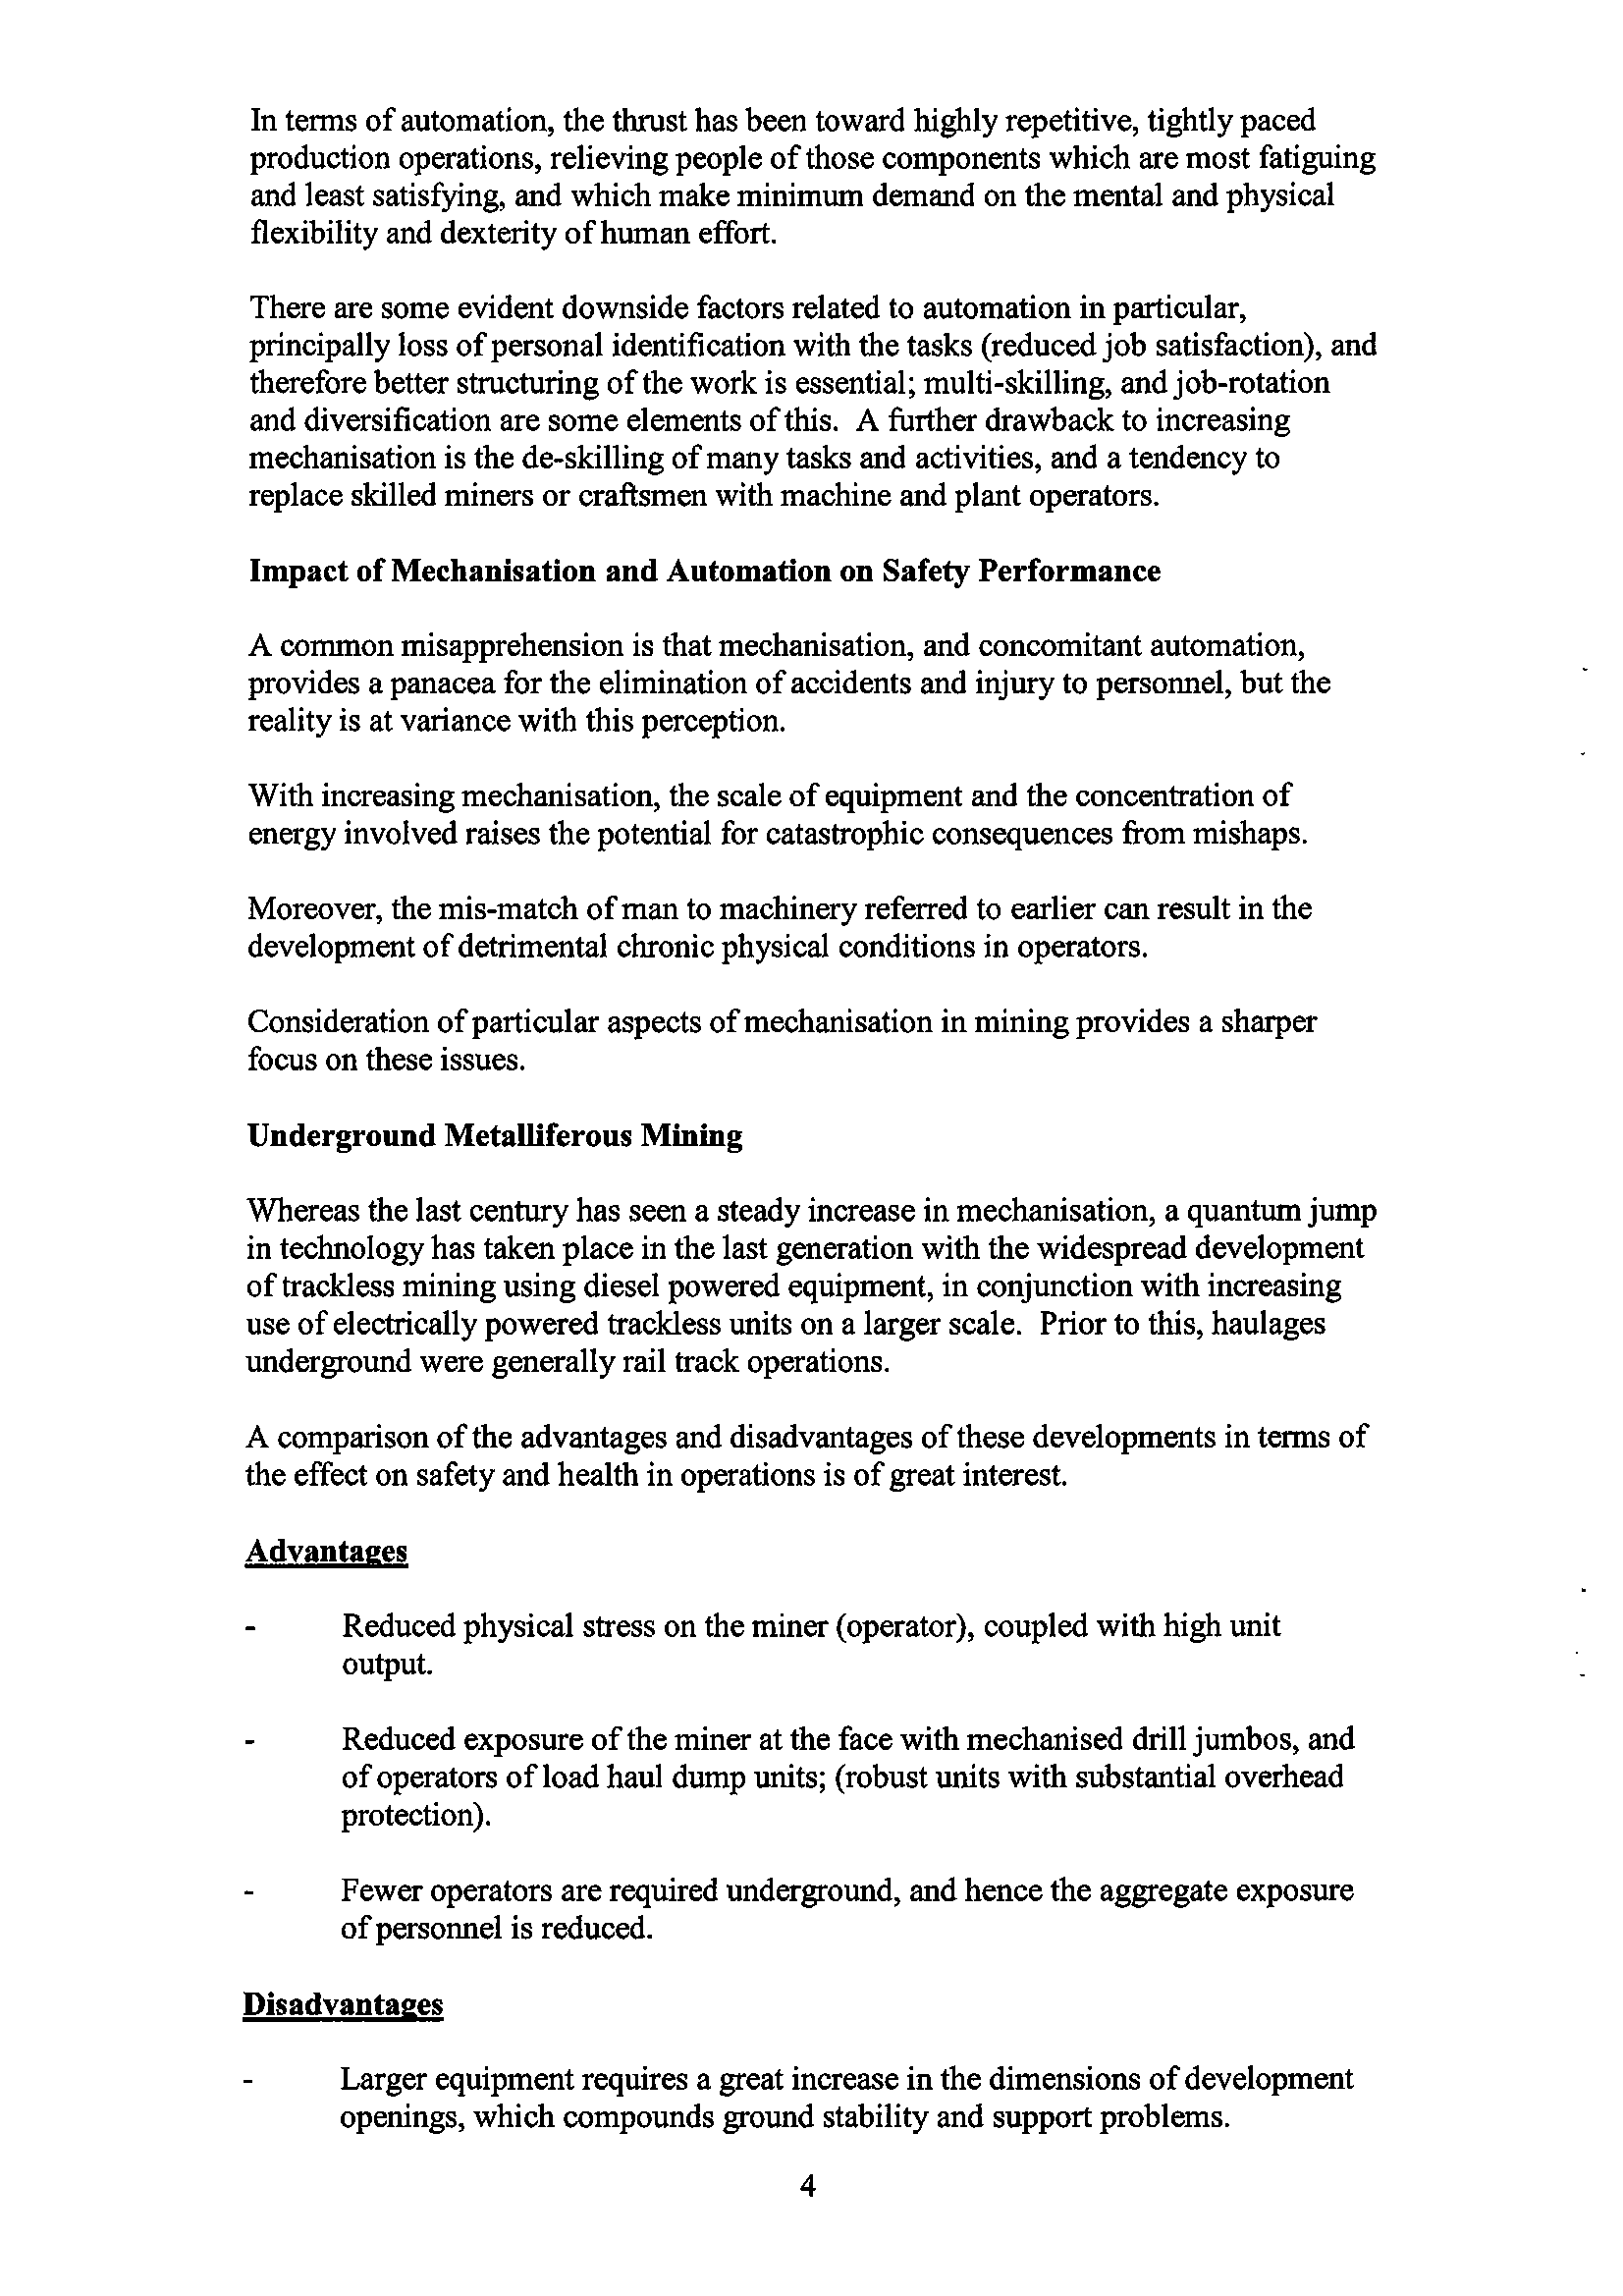 In terms of automation, the thrust has been toward highly repetitive, tightly paced
production operations, relieving people of those components which are most fatiguing
and least satisfying, and which make minimum demand on the mental and physical
flexibility and dexterity of human effort.
There are some evident downside factors related to automation in particular,
principally loss of personal identification with the tasks (reduced job satisfaction), and
therefore better structuring of the work is essential; multi-skilling, and job-rotation
and diversification are some elements of this. A further drawback to increasing
mechanisation is the de-skilling of many tasks and activities, and a tendency to
replace skilled miners or craftsmen with machine and plant operators.
Impact of Mechanisation and Automation on Safety Performance
A common misapprehension is that mechanisation, and concomitant automation,
provides a panacea for the elimination of accidents and injury to personnel, but the
reality is at variance with this perception.
With increasing mechanisation, the scale of equipment and the concentration of
energy involved raises the potential for catastrophic consequences from mishaps.
Moreover, the mis-match of man to machinery referred to earlier can result in the
development of detrimental chronic physical conditions in operators.
Consideration of particular aspects of mechanisation in mining provides a sharper
focus on these issues.
Underground Metalliferous Mining
Whereas the last century has seen a steady increase in mechanisation, a quantum jump
in technology has taken place in the last generation with the widespread development
of trackless mining using diesel powered equipment, in conjunction with increasing
use of electrically powered trackless units on a larger scale. Prior to this, haulages
underground were generally rail track operations.
A comparison of the advantages and disadvantages of these developments in terms of
the effect on safety and health in operations is of great interest.
Advantages
- Reduced physical stress on the miner (operator), coupled with high unit
output.
- Reduced exposure of the miner at the face with mechanised drill jumbos, and
of operators of load haul dump units; (robust units with substantial overhead
protection).
- Fewer operators are required underground, and hence the aggregate exposure
of personnel is reduced.
Disadvantages
- Larger equipment requires a great increase in the dimensions of development
openings, which compounds ground stability and support problems.
4